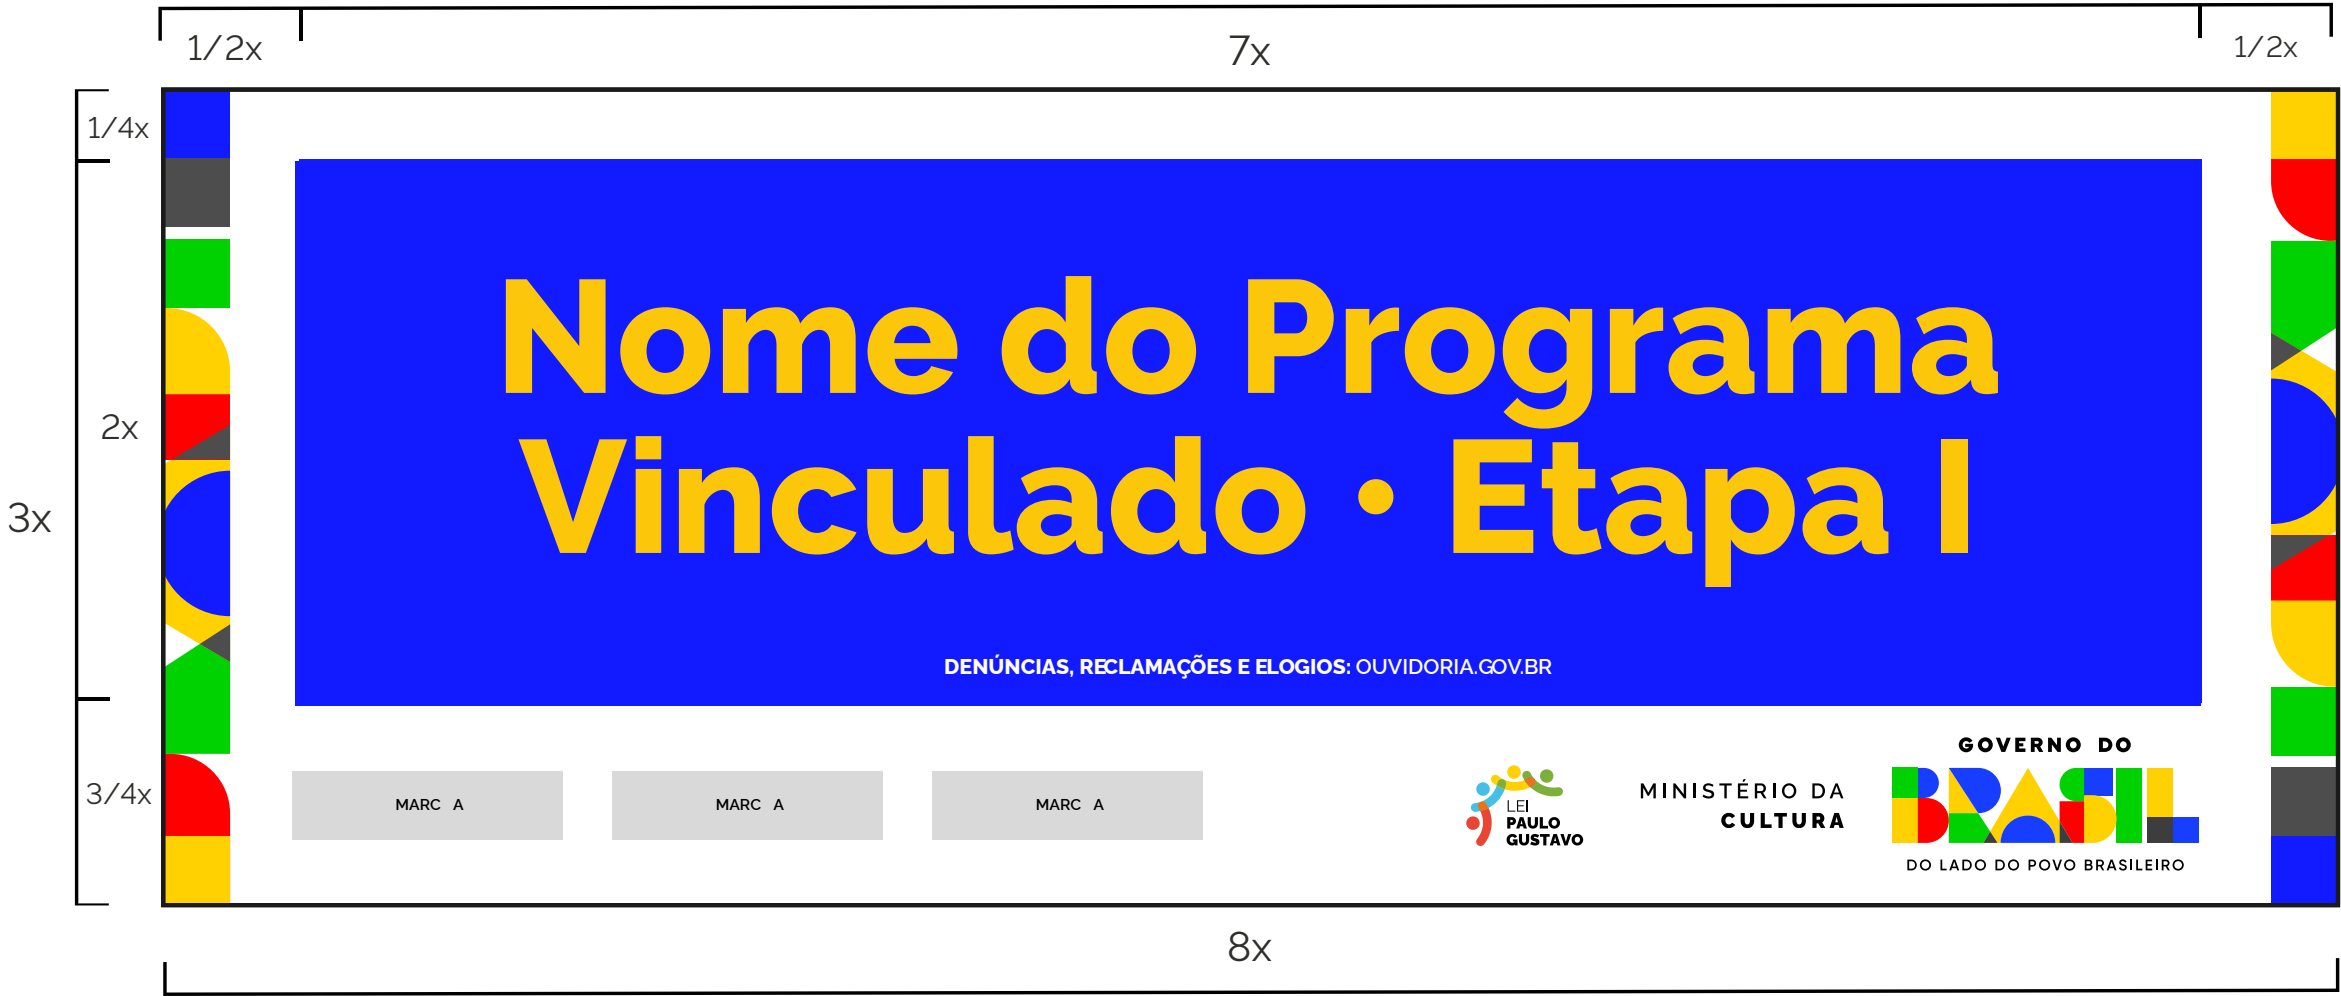 1/2x
7x
1/2x
1/4x
2x
3x
3/4x
Nome do Programa
Vinculado • Etapa I
DENÚNCIAS, RECLAMAÇÕES E ELOGIOS: OUVIDORIA.GOV.BR
MARC A
MARC A
MARC A
LEI
PAULO
GUSTAVO
MINISTÉRIO DA
CULTURA
GOVERNO DO
BRASIL
DO LADO DO POVO BRASILEIRO
8x